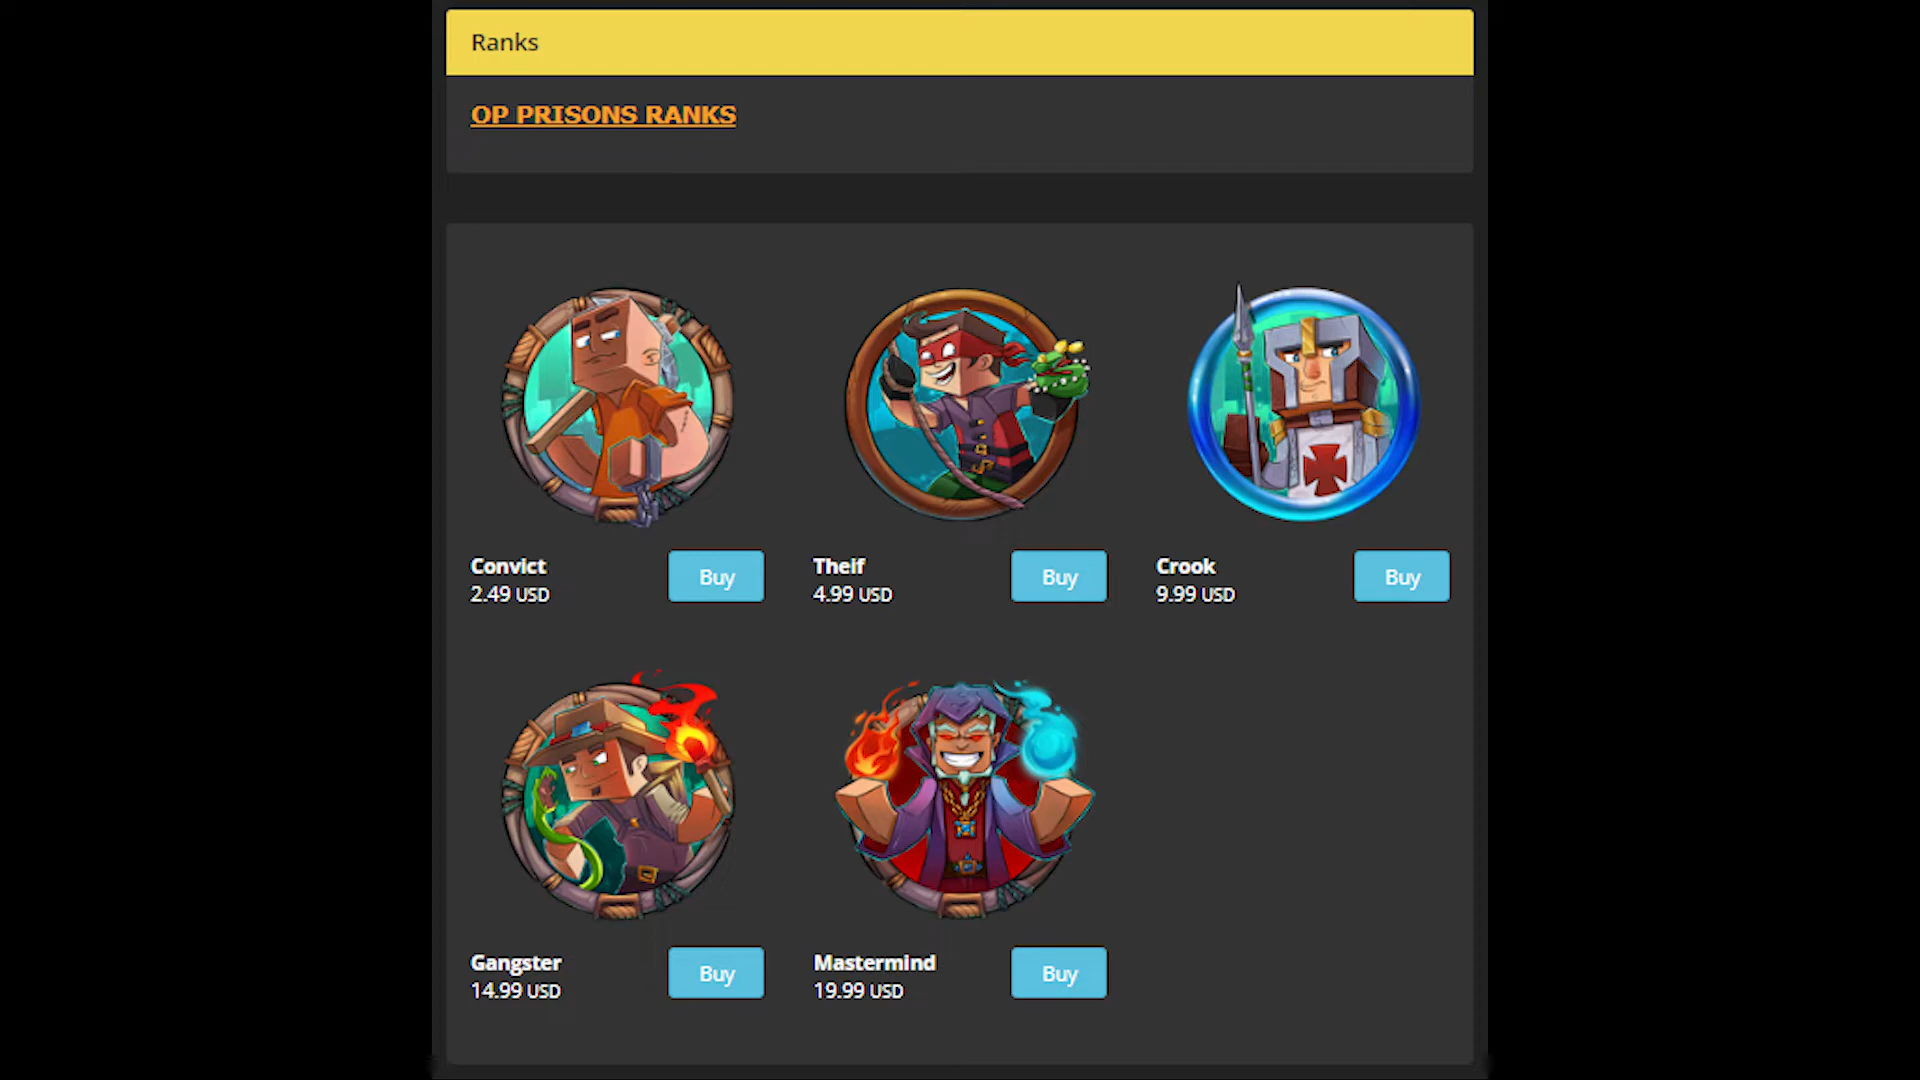 Ranks
OP PRISONS RANKS
Convict
2.49 USD
Buy
Theif
4.99 USD
Buy
Crook
9.99 USD
Buy
Gangster
14.99 USD
Buy
Mastermind
19.99 USD
Buy